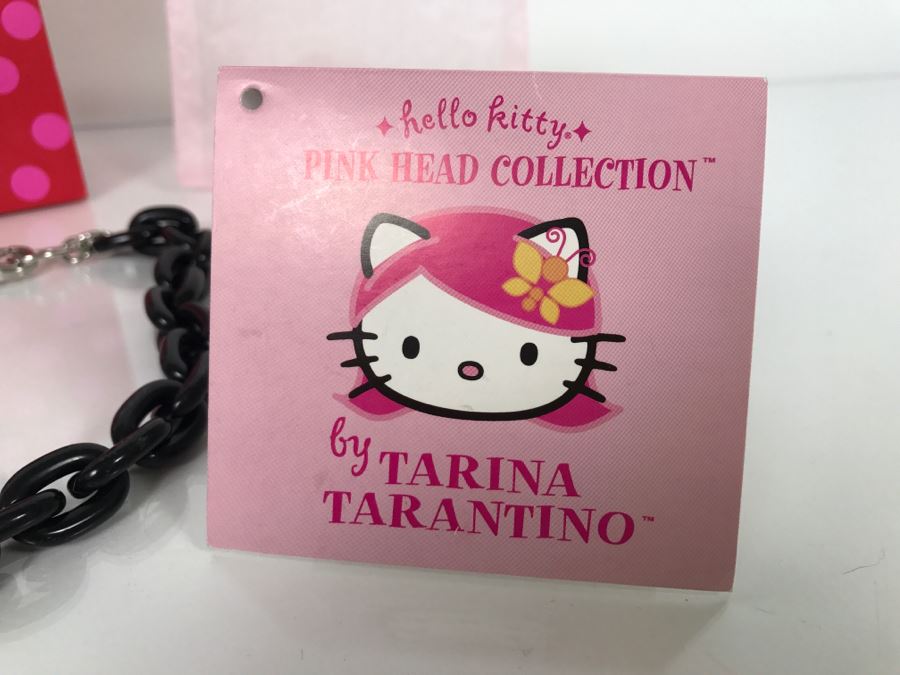 hello kitty®
PINK HEAD COLLECTION™
by TARINA
TARANTINO™